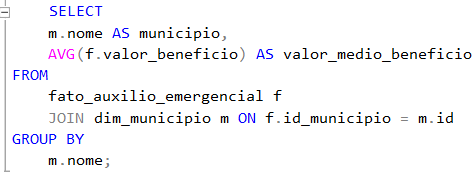 SELECT
m.nome AS municipio,
AVG(f.valor_beneficio) AS valor_medio_beneficio
FROM
fato_auxilio_emergencial f
JOIN dim_municipio m ON f.id_municipio = m.id
GROUP BY
m.nome;